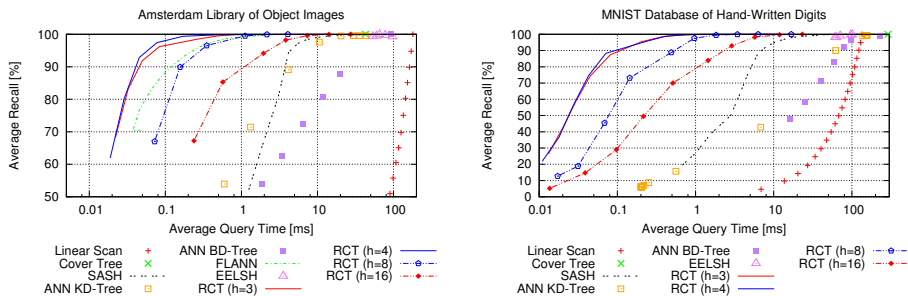 Amsterdam Library of Object Images
Average Recall [%]
100
90
80
70
60
50
0.01
0.1
1
10
100
Average Query Time [ms]
Linear Scan
Cover Tree
SASH
ANN KD-Tree
ANN BD-Tree
FLANN
EELSH
RCT (h=3)
RCT (h=4)
RCT (h=8)
RCT (h=16)
MNIST Database of Hand-Written Digits
Average Recall [%]
100
90
80
70
60
50
40
30
20
10
0
0.01
0.1
1
10
100
Average Query Time [ms]
Linear Scan
Cover Tree
SASH
ANN KD-Tree
ANN BD-Tree
EELSH
RCT (h=3)
RCT (h=4)
RCT (h=8)
RCT (h=16)